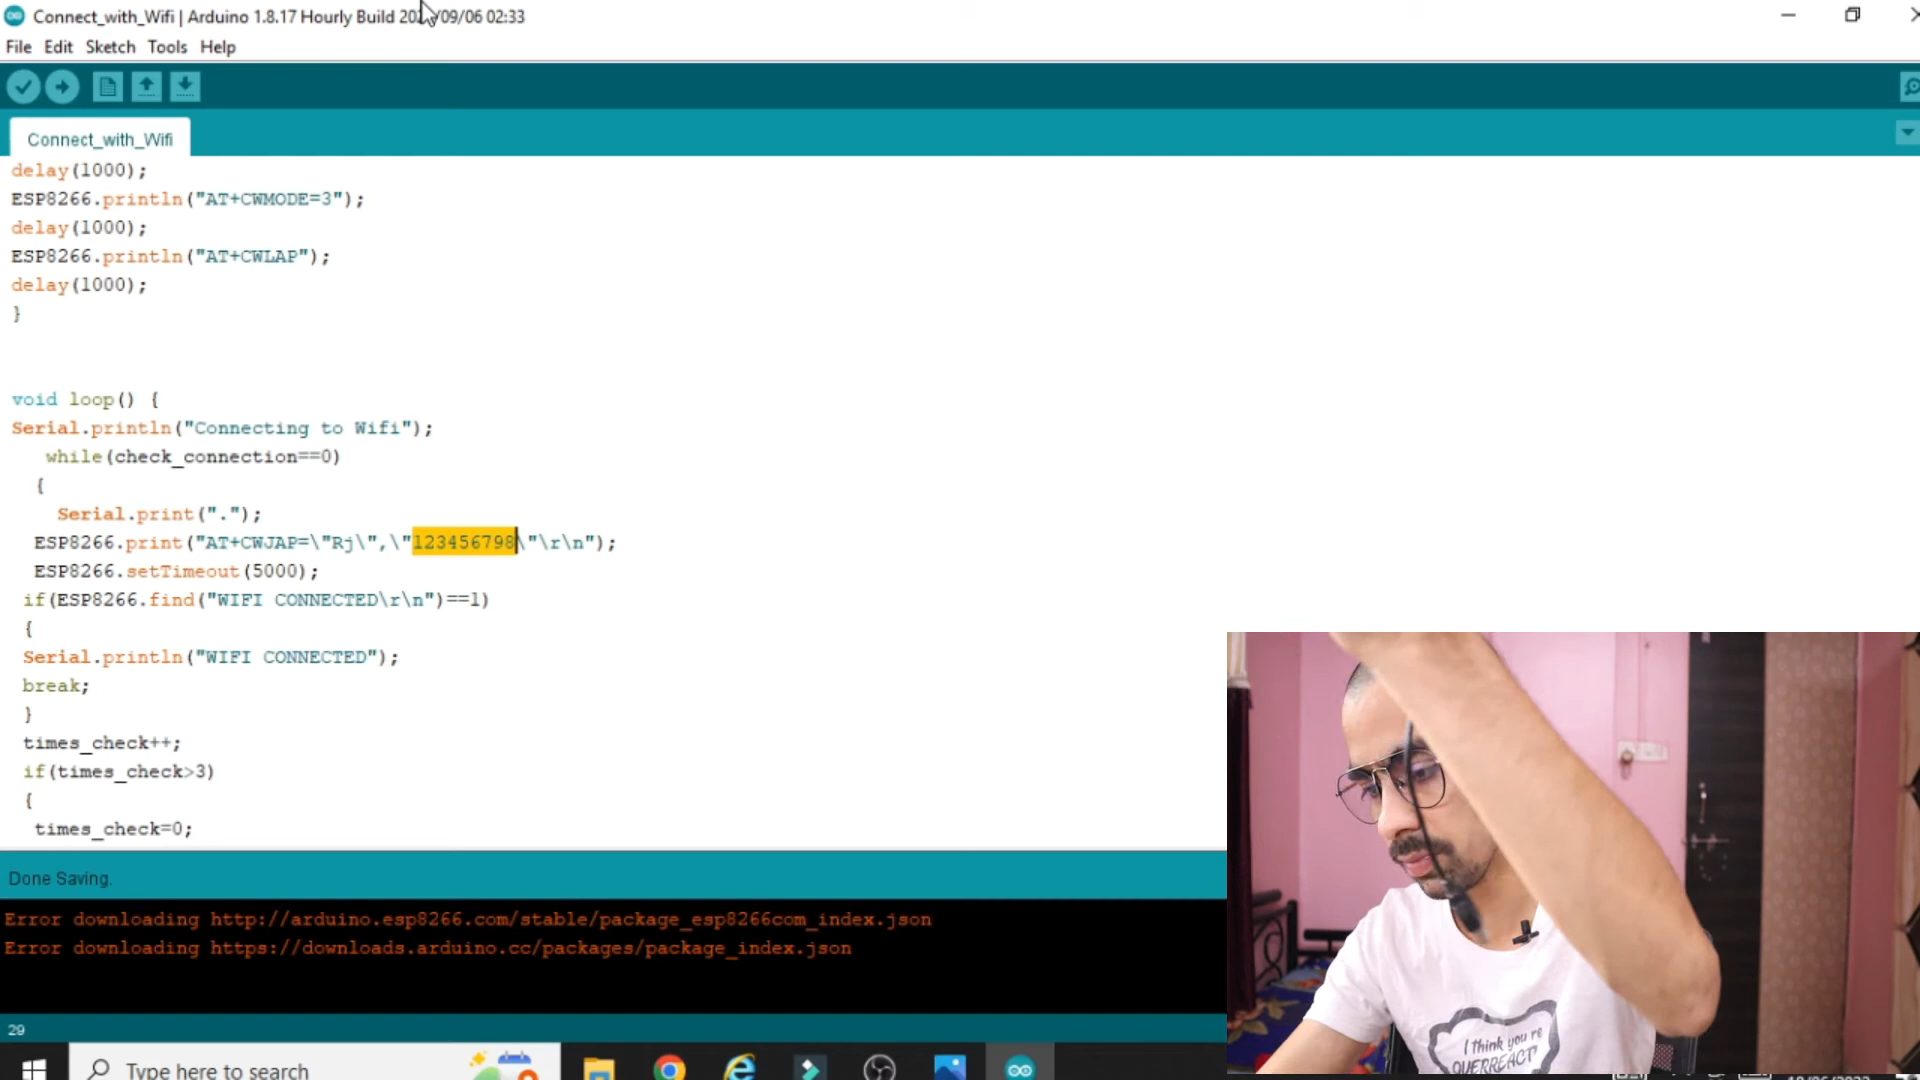 Connect_with_Wifi | Arduino 1.8.17 Hourly Build 202 /09/06 02:33
File Edit Sketch Tools Help
Connect_with_Wifi
delay(1000);
ESP8266.println("AT+CWMODE=3");
delay(1000);
ESP8266.println("AT+CWLAP");
delay(1000);
}
void loop() {
Serial.println("Connecting to Wifi");
while(check_connection==0)
{
Serial.print(".");
ESP8266.print("AT+CWJAP=\"Rj\",\"123456798\"\r\n");
ESP8266.setTimeout(5000);
if(ESP8266.find("WIFI CONNECTED\r\n")==1)
{
Serial.println("WIFI CONNECTED");
break;
}
times_check++;
if(times_check>3)
{
times_check=0;
Done Saving.
Error downloading http://arduino.esp8266.com/stable/package_esp8266com_index.json
Error downloading https://downloads.arduino.cc/packages/package_index.json
29
Type here to search
I think you're
OVERREACT